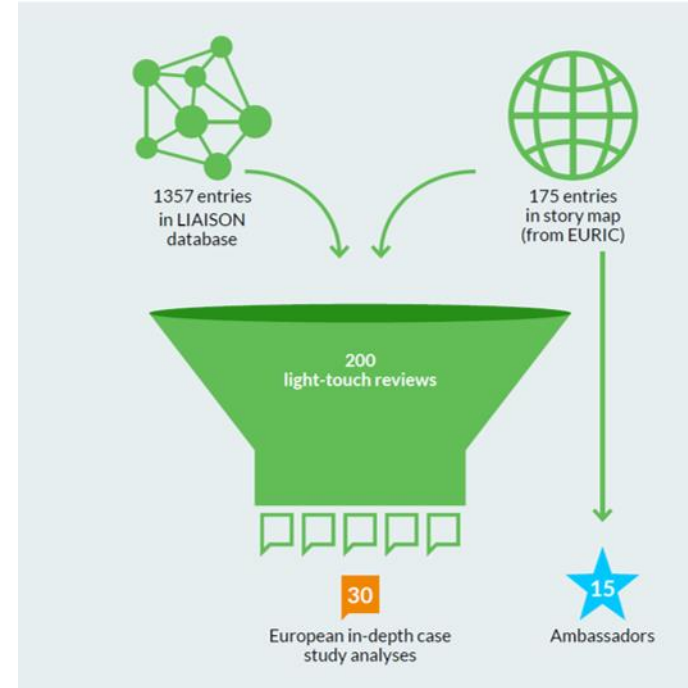 1357 entries
in LIAISON
database
175 entries
in story map
(from EURIC)
200
light-touch reviews
30
European in-depth case
study analyses
15
Ambassadors